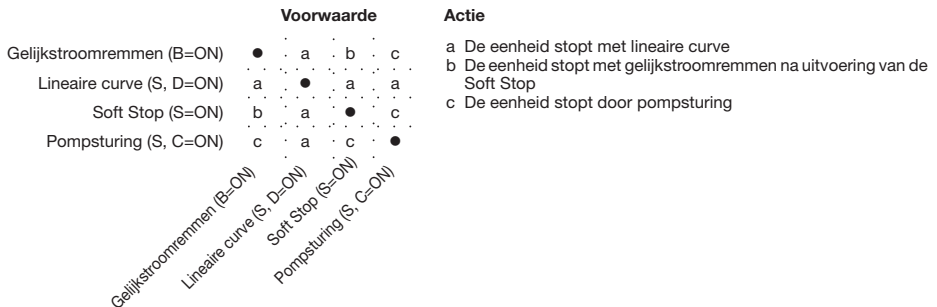 Voorwaarde
Gelijkstroomremmen (B=ON) ● a b c
Lineaire curve (S, D=ON) a ● a a
Soft Stop (S=ON) b a ● c
Pompsturing (S, C=ON) c a c ●
Gelijkstroomremmen (B=ON)
Lineaire curve (S, D=ON)
Soft Stop (S=ON)
Pompsturing (S, C=ON)
Actie
a De eenheid stopt met lineaire curve
b De eenheid stopt met gelijkstroomremmen na uitvoering van de
Soft Stop
c De eenheid stopt door pompsturing